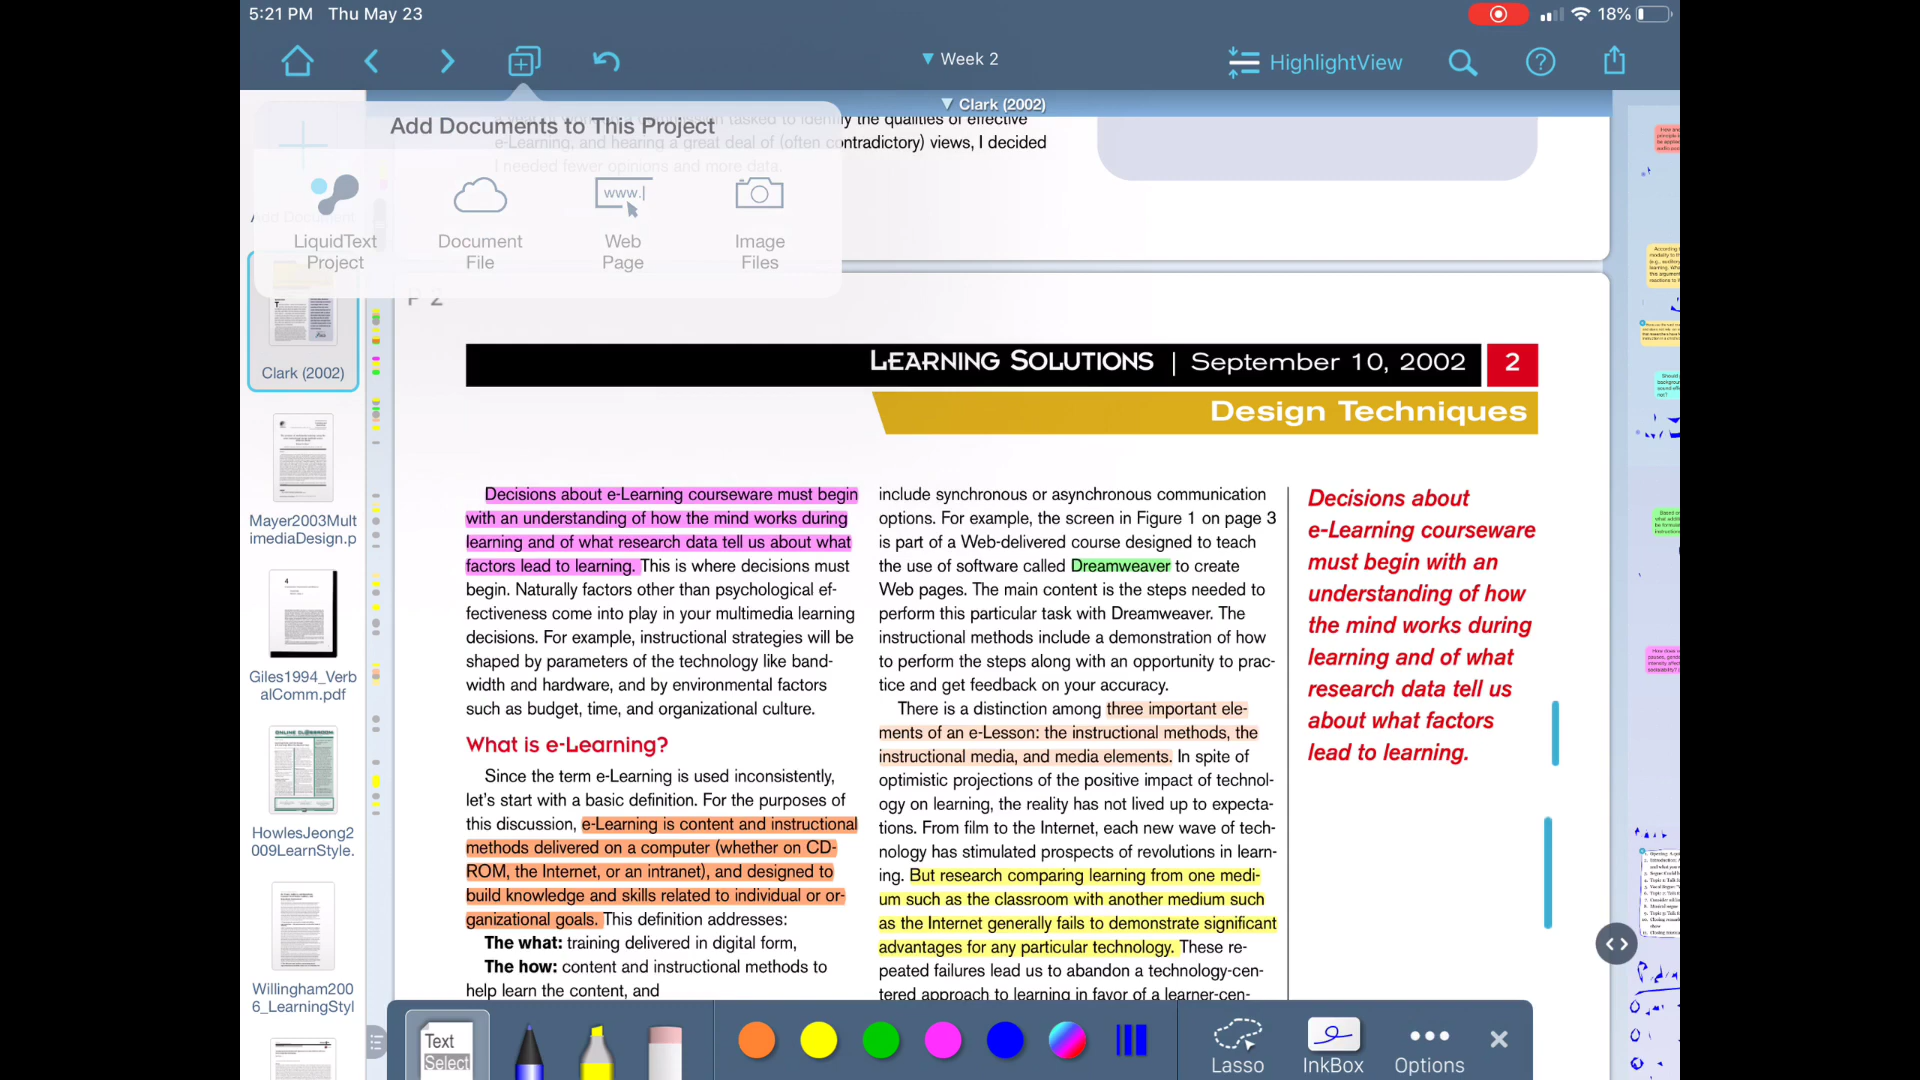 5:21 PM Thu May 23
18%
Week 2
HighlightView
Clark (2002)
Add Documents to This Project
tasked to identify the qualities of effective
e-Learning, and hearing a great deal of (often contradictory) views, I decided
I needed fewer opinions and more data.
LiquidText
Project
Document
File
www.
Web
Page
Image
Files
Add Document
P 2
Clark (2002)
Mayer2003Mult
imediaDesign.p
Giles1994_Verb
alComm.pdf
HowlesJeong2
009LearnStyle.
Willingham200
6_LearningStyl
LEARNING SOLUTIONS | September 10, 2002
2
Design Techniques
Decisions about e-Learning courseware must begin
with an understanding of how the mind works during
learning and of what research data tell us about what
factors lead to learning. This is where decisions must
begin. Naturally factors other than psychological ef-
fectiveness come into play in your multimedia learning
decisions. For example, instructional strategies will be
shaped by parameters of the technology like band-
width and hardware, and by environmental factors
such as budget, time, and organizational culture.
What is e-Learning?
Since the term e-Learning is used inconsistently,
let's start with a basic definition. For the purposes of
this discussion, e-Learning is content and instructional
methods delivered on a computer (whether on CD-
ROM, the Internet, or an intranet), and designed to
build knowledge and skills related to individual or or-
ganizational goals. This definition addresses:
The what: training delivered in digital form,
The how: content and instructional methods to
help learn the content, and
include synchronous or asynchronous communication
options. For example, the screen in Figure 1 on page 3
is part of a Web-delivered course designed to teach
the use of software called Dreamweaver to create
Web pages. The main content is the steps needed to
perform this particular task with Dreamweaver. The
instructional methods include a demonstration of how
to perform the steps along with an opportunity to prac-
tice and get feedback on your accuracy.
There is a distinction among three important ele-
ments of an e-Lesson: the instructional methods, the
instructional media, and media elements. In spite of
optimistic projections of the positive impact of technol-
ogy on learning, the reality has not lived up to expecta-
tions. From film to the Internet, each new wave of tech-
nology has stimulated prospects of revolutions in learn-
ing. But research comparing learning from one medi-
um such as the classroom with another medium such
as the Internet generally fails to demonstrate significant
advantages for any particular technology. These re-
peated failures lead us to abandon a technology-cen-
tered approach to learning in favor of a learner-cen-
Decisions about
e-Learning courseware
must begin with an
understanding of how
the mind works during
learning and of what
research data tell us
about what factors
lead to learning.
Text
Select
Lasso
InkBox
Options